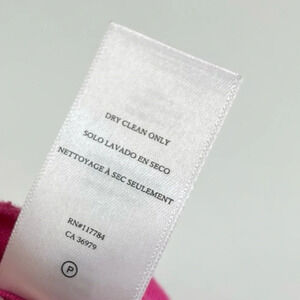 DRY CLEAN ONLY
SOLO LAVADO EN SECO
NETTOYAGE À SEC SEULEMENT
RN#117784
CA 36979
P